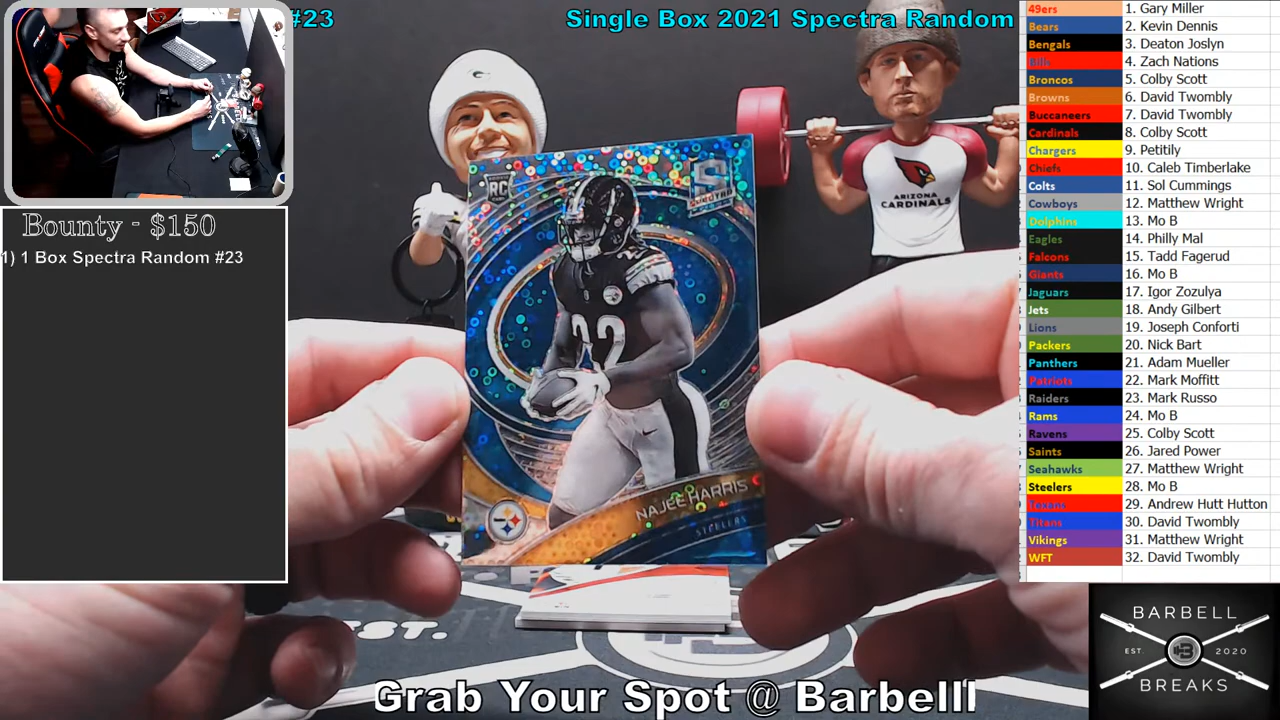 #23
Single Box 2021 Spectra Random
Bounty - $150
1) 1 Box Spectra Random #23
RC
S
SPECTRA
22
NAJEE HARRIS
STEELERS
ARIZONA
CARDINALS
EST.
49ers 1. Gary Miller
Bears 2. Kevin Dennis
Bengals 3. Deaton Joslyn
Bills 4. Zach Nations
Broncos 5. Colby Scott
Browns 6. David Twombly
Buccaneers 7. David Twombly
Cardinals 8. Colby Scott
Chargers 9. Petitily
Chiefs 10. Caleb Timberlake
Colts 11. Sol Cummings
Cowboys 12. Matthew Wright
Dolphins 13. Mo B
Eagles 14. Philly Mal
Falcons 15. Tadd Fagerud
Giants 16. Mo B
Jaguars 17. Igor Zozulya
Jets 18. Andy Gilbert
Lions 19. Joseph Conforti
Packers 20. Nick Bart
Panthers 21. Adam Mueller
Patriots 22. Mark Moffitt
Raiders 23. Mark Russo
Rams 24. Mo B
Ravens 25. Colby Scott
Saints 26. Jared Power
Seahawks 27. Matthew Wright
Steelers 28. Mo B
Texans 29. Andrew Hutt Hutton
Titans 30. David Twombly
Vikings 31. Matthew Wright
WFT 32. David Twombly
BARBELL
EST. 2020
BREAKS
Grab Your Spot @ Barbell